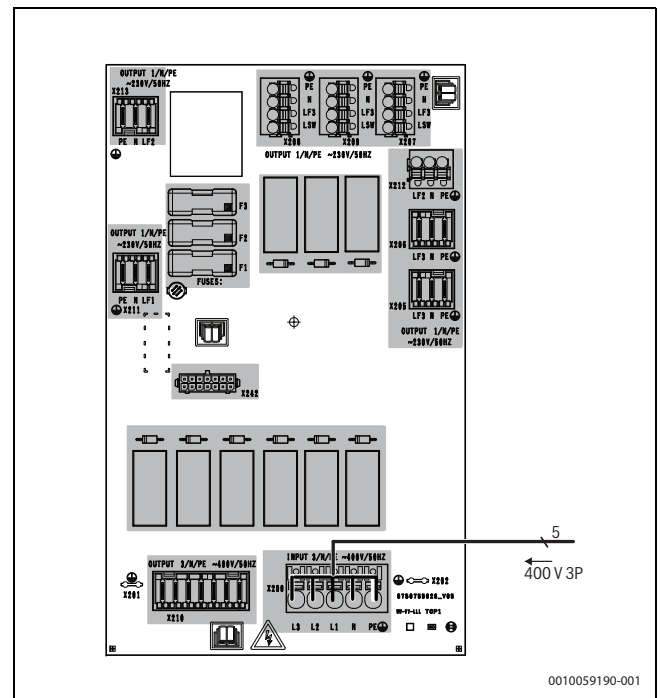 OUTPUT 1/N/PE
~230V/50HZ
X213
PE N LF2
PE
N
LF3
LSW
X208
PE
N
LF3
LSW
X209
PE
N
LF3
LSW
X207
OUTPUT 1/N/PE ~230V/50HZ
X212
LF2 N PE
F3
F2
F1
FUSES:
OUTPUT 1/N/PE
~230V/50HZ
PE N LF1
X211
X206
LF3 N PE
X205
LF3 N PE
OUTPUT 1/N/PE
~230V/50HZ
X242
5
400 V 3P
OUTPUT 3/N/PE ~400V/50HZ
X201
X210
INPUT 3/N/PE ~400V/50HZ
X200
L3 L2 L1 N PE
X202
TOP1
0010059190-001